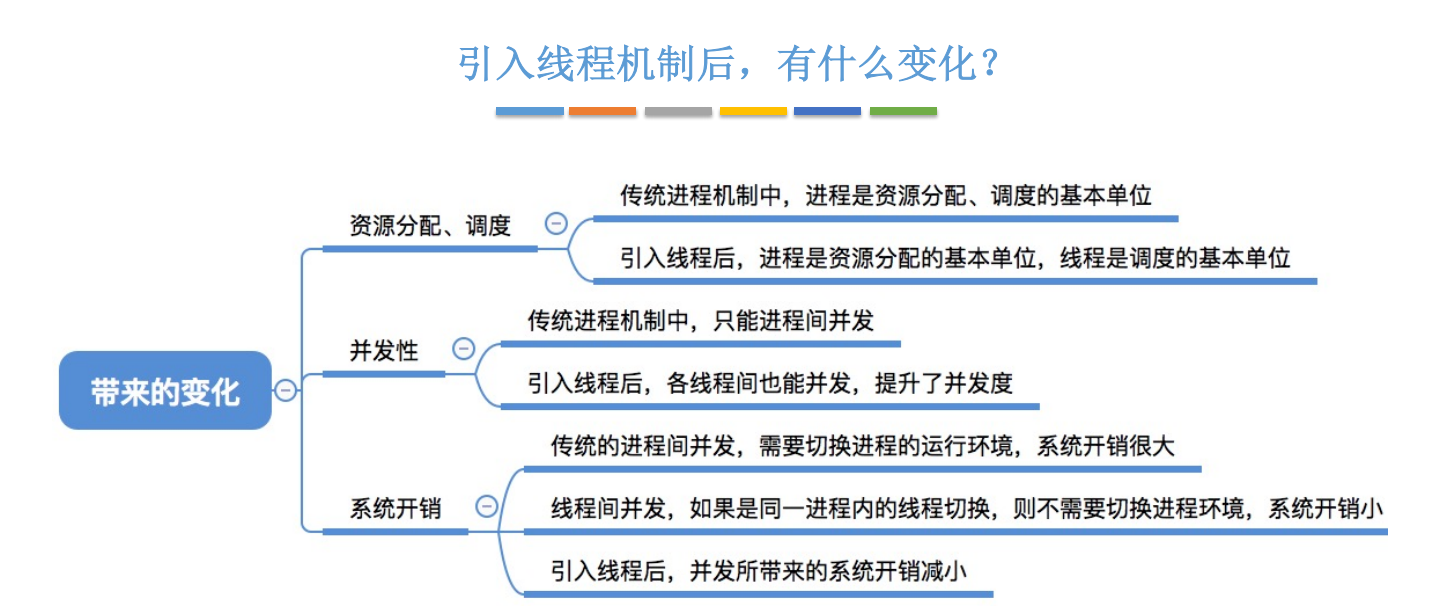 引入线程机制后，有什么变化？
带来的变化
资源分配、调度
传统进程机制中，进程是资源分配、调度的基本单位
引入线程后，进程是资源分配的基本单位，线程是调度的基本单位
并发性
传统进程机制中，只能进程间并发
引入线程后，各线程间也能并发，提升了并发度
系统开销
传统的进程间并发，需要切换进程的运行环境，系统开销很大
线程间并发，如果是同一进程内的线程切换，则不需要切换进程环境，系统开销小
引入线程后，并发所带来的系统开销减小